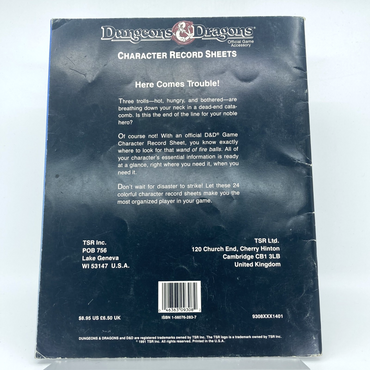 Dungeons & Dragons®
Official Game
Accessory
CHARACTER RECORD SHEETS
Here Comes Trouble!
Three trolls—hot, hungry, and bothered—are
breathing down your neck in a dead-end cata-
comb. Is this the end of the line for your noble
hero?
Of course not! With an official D&D® Game
Character Record Sheet, you know exactly
where to look for that wand of fire balls. All of
your character's essential information is ready
at a glance, right where you need it, when you
need it.
Don't wait for disaster to strike! Let these 24
colorful character record sheets make you the
most organized player in your game.
TSR Inc.
POB 756
Lake Geneva
WI 53147 U.S.A.
TSR Ltd.
120 Church End, Cherry Hinton
Cambridge CB1 3LB
United Kingdom
$8.95 US £6.50 UK
9308XXX1401
DUNGEONS & DRAGONS and D&D are registered trademarks owned by TSR Inc. The TSR logo is a trademark owned by TSR Inc.
1991 TSR Inc. All Rights Reserved. Printed in the U.S.A.